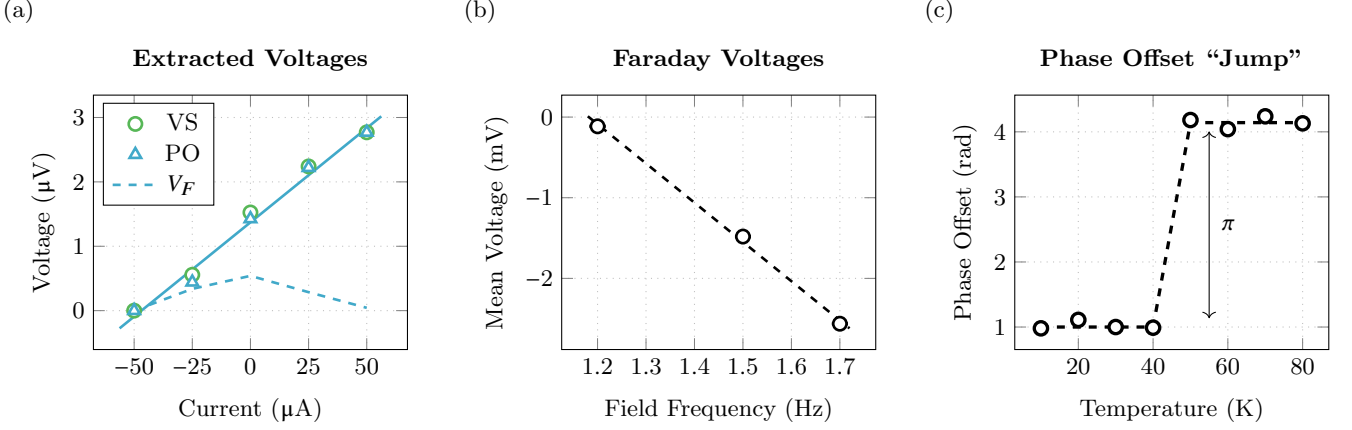 (a)
Extracted Voltages
VS
PO
V_F
3
2
1
0
Voltage (μV)
−50
−25
0
25
50
Current (μA)
(b)
Faraday Voltages
0
−1
−2
Mean Voltage (mV)
1.2
1.3
1.4
1.5
1.6
1.7
Field Frequency (Hz)
(c)
Phase Offset “Jump”
4
1
π
Phase Offset (rad)
20
40
60
80
Temperature (K)